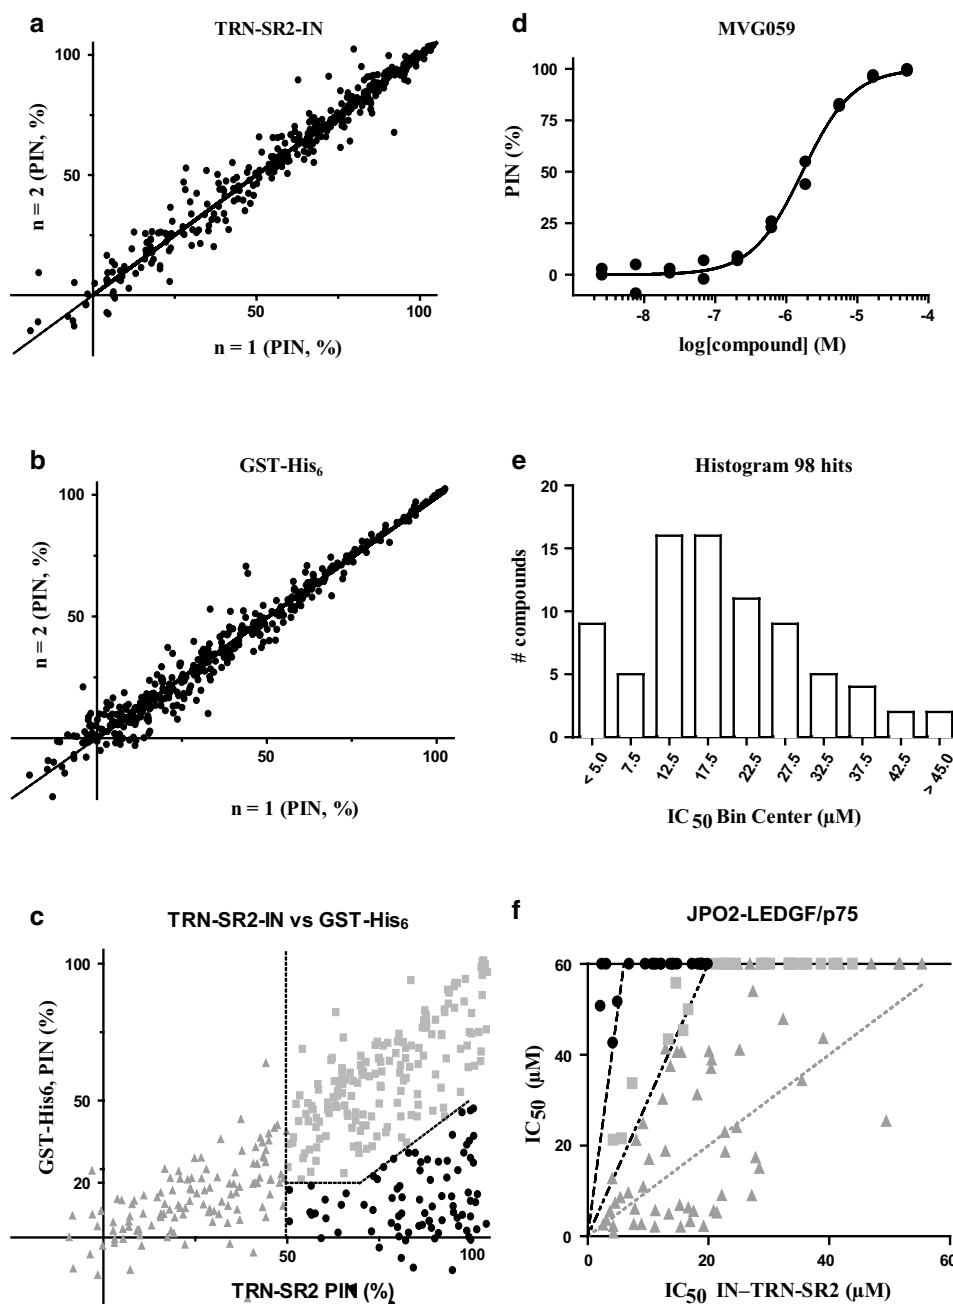 a
TRN-SR2-IN
n = 2 (PIN, %)
100
50
50
100
n = 1 (PIN, %)
d
MVG059
PIN (%)
100
75
50
25
0
-8
-7
-6
-5
-4
log[compound] (M)
b
GST-His6
n = 2 (PIN, %)
100
50
50
100
n = 1 (PIN, %)
e
Histogram 98 hits
# compounds
20
15
10
5
0
< 5.0
7.5
12.5
17.5
22.5
27.5
32.5
37.5
42.5
> 45.0
IC50 Bin Center (µM)
c
TRN-SR2-IN vs GST-His6
GST-His6, PIN (%)
100
50
20
50
100
TRN-SR2 PIN (%)
f
JPO2-LEDGF/p75
IC50 (µM)
60
40
20
0
0
20
40
60
IC50 IN–TRN-SR2 (µM)